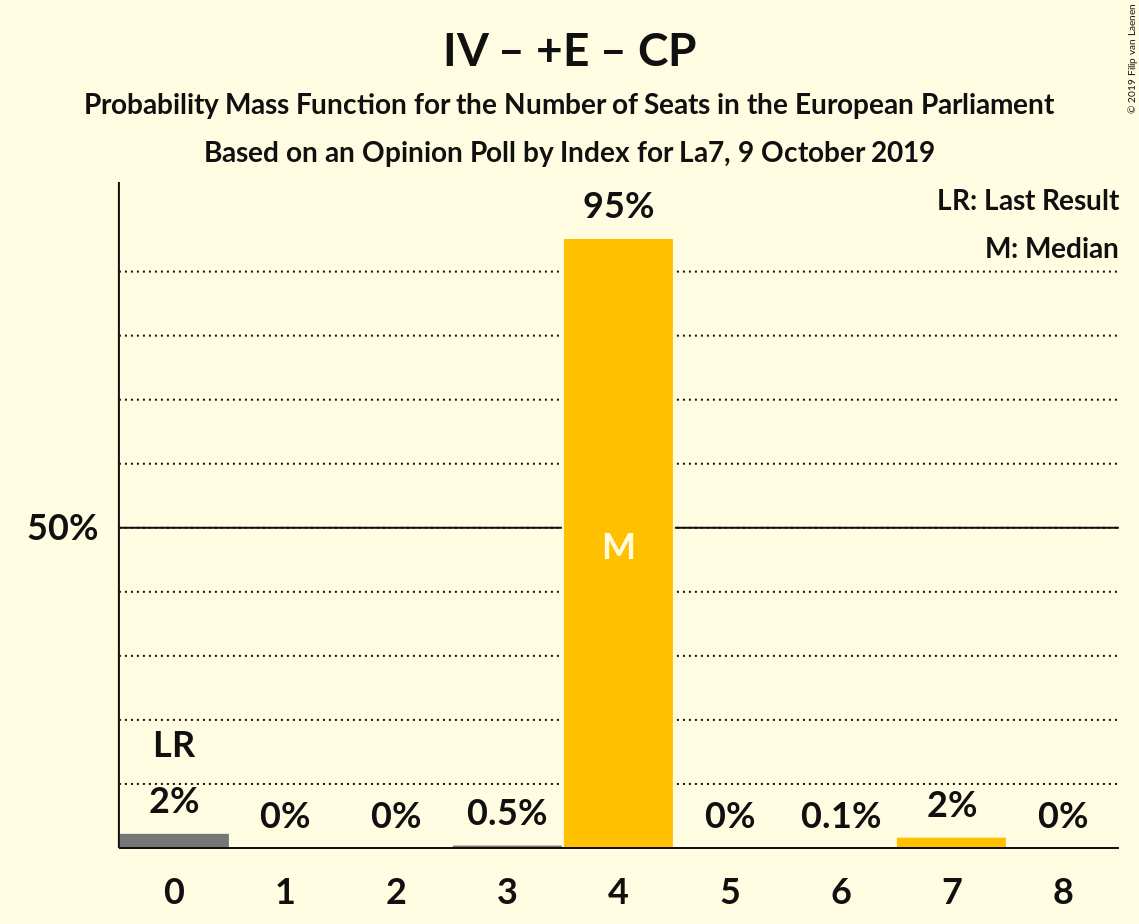 IV – +E – CP
Probability Mass Function for the Number of Seats in the European Parliament
Based on an Opinion Poll by Index for La7, 9 October 2019
© 2019 Filip van Laenen
LR: Last Result
M: Median
95%
50%
M
LR
2%
0%
0%
0.5%
0%
0.1%
2%
0%
0
1
2
3
4
5
6
7
8